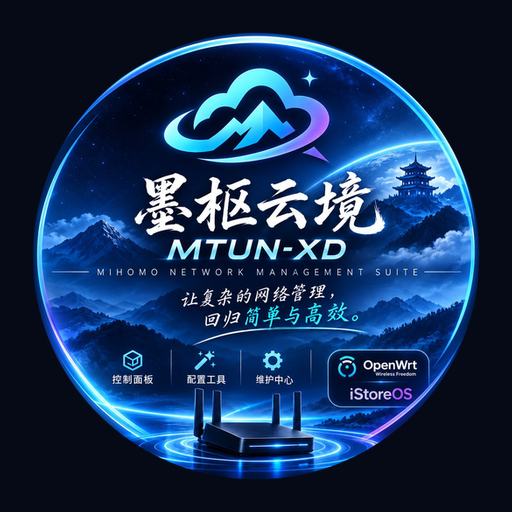 墨枢云境
MTUN-XD
MIHOMO NETWORK MANAGEMENT SUITE
让复杂的网络管理，
回归简单与高效。
控制面板
配置工具
维护中心
OpenWrt
Wireless Freedom
iStoreOS